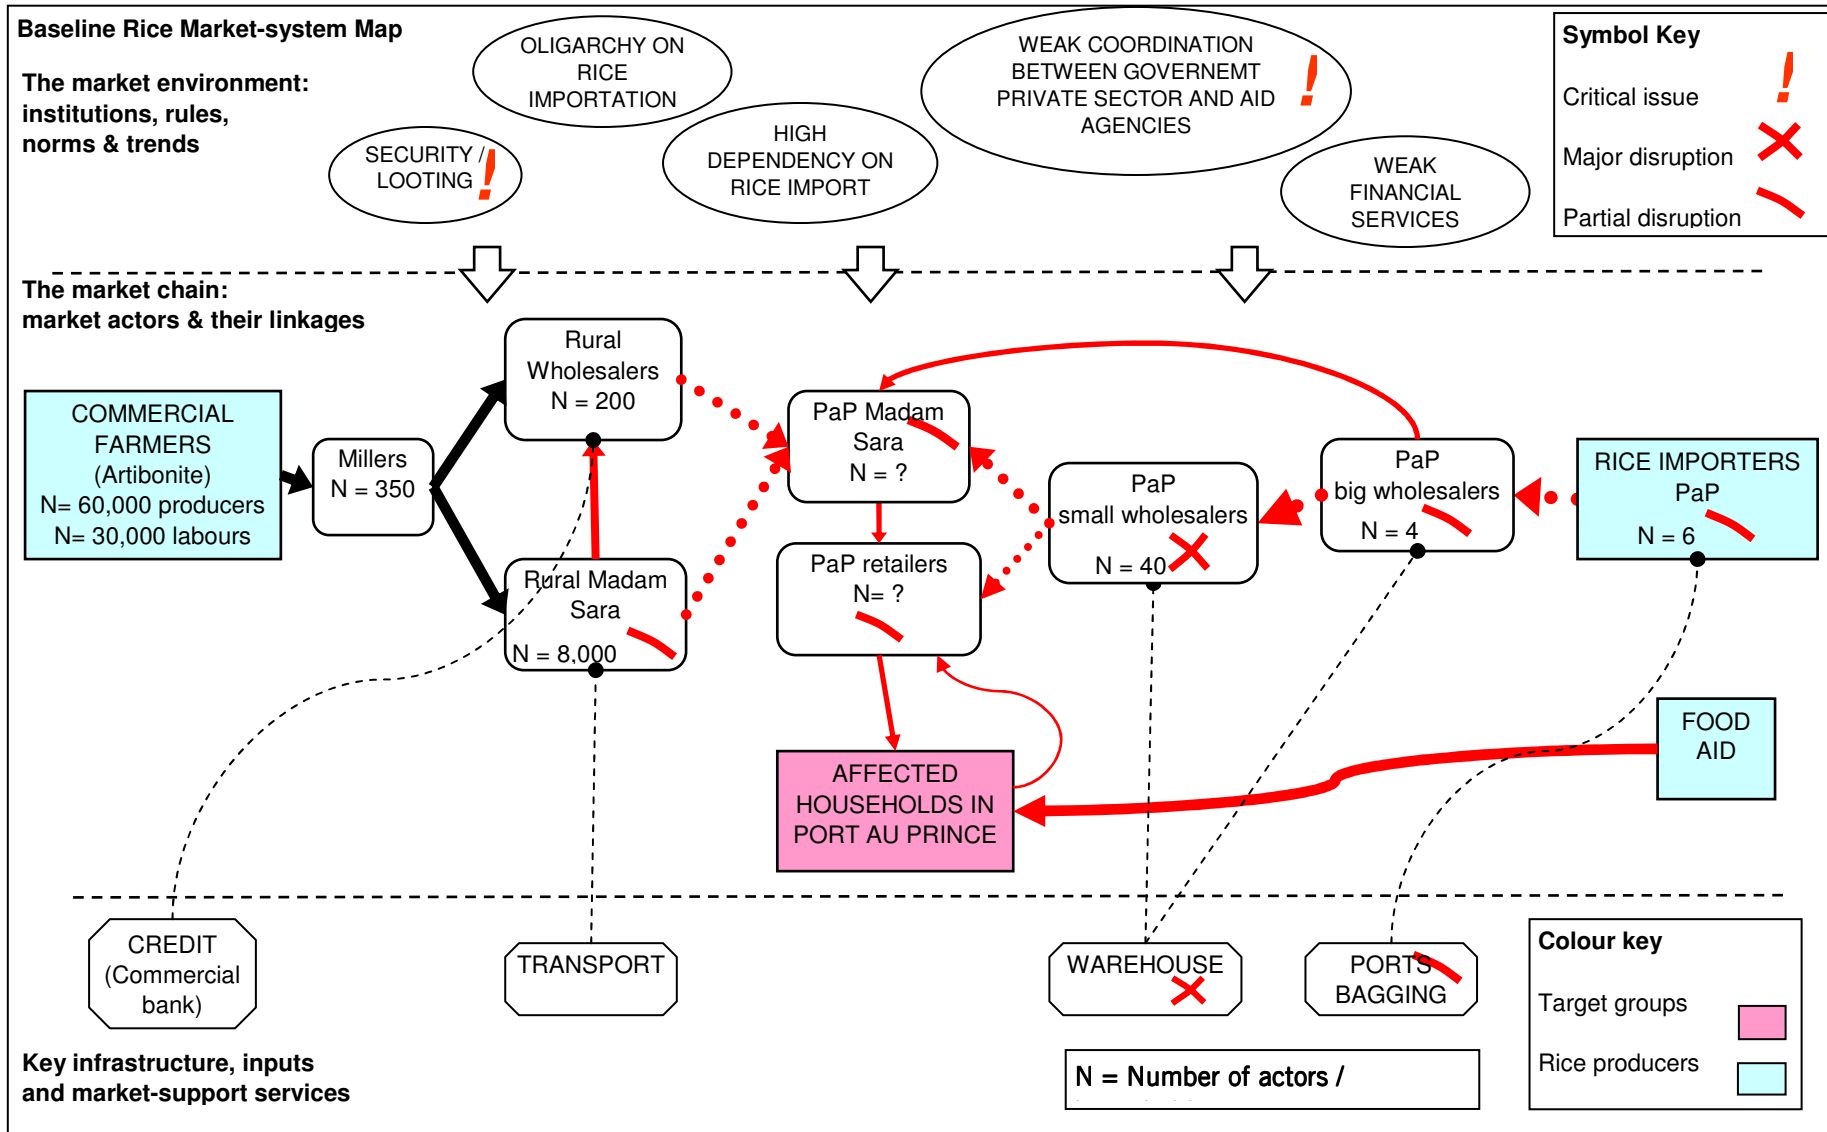 Baseline Rice Market-system Map
The market environment:
institutions, rules,
norms & trends
OLIGARCHY ON
RICE
IMPORTATION
WEAK COORDINATION
BETWEEN GOVERNEMT
PRIVATE SECTOR AND AID
AGENCIES
SECURITY /
LOOTING
HIGH
DEPENDENCY ON
RICE IMPORT
WEAK
FINANCIAL
SERVICES
Symbol Key
Critical issue
Major disruption
Partial disruption
The market chain:
market actors & their linkages
COMMERCIAL
FARMERS
(Artibonite)
N= 60,000 producers
N= 30,000 labours
Millers
N = 350
Rural
Wholesalers
N = 200
Rural Madam
Sara
N = 8,000
PaP Madam
Sara
N = ?
PaP retailers
N= ?
PaP
small wholesalers
N = 40
PaP
big wholesalers
N = 4
RICE IMPORTERS
PaP
N = 6
FOOD
AID
AFFECTED
HOUSEHOLDS IN
PORT AU PRINCE
CREDIT
(Commercial
bank)
TRANSPORT
WAREHOUSE
PORTS
BAGGING
Key infrastructure, inputs
and market-support services
N = Number of actors /
Colour key
Target groups
Rice producers